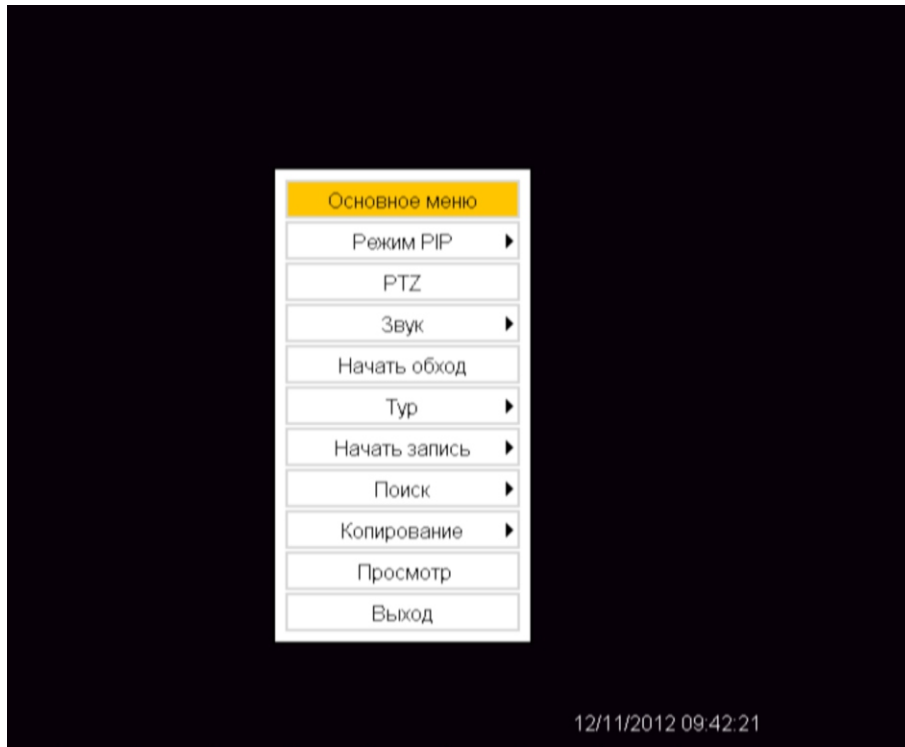 Основное меню
Режим PIP
PTZ
Звук
Начать обход
Тур
Начать запись
Поиск
Копирование
Просмотр
Выход
12/11/2012 09:42:21